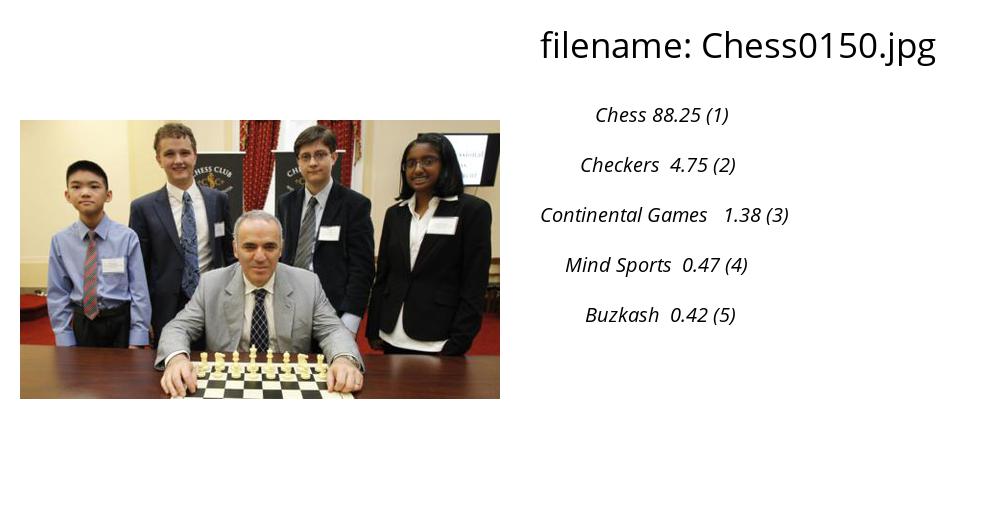 filename: Chess0150.jpg
Chess 88.25 (1)
Checkers 4.75 (2)
Continental Games 1.38 (3)
Mind Sports 0.47 (4)
Buzkash 0.42 (5)
CHESS CLUB